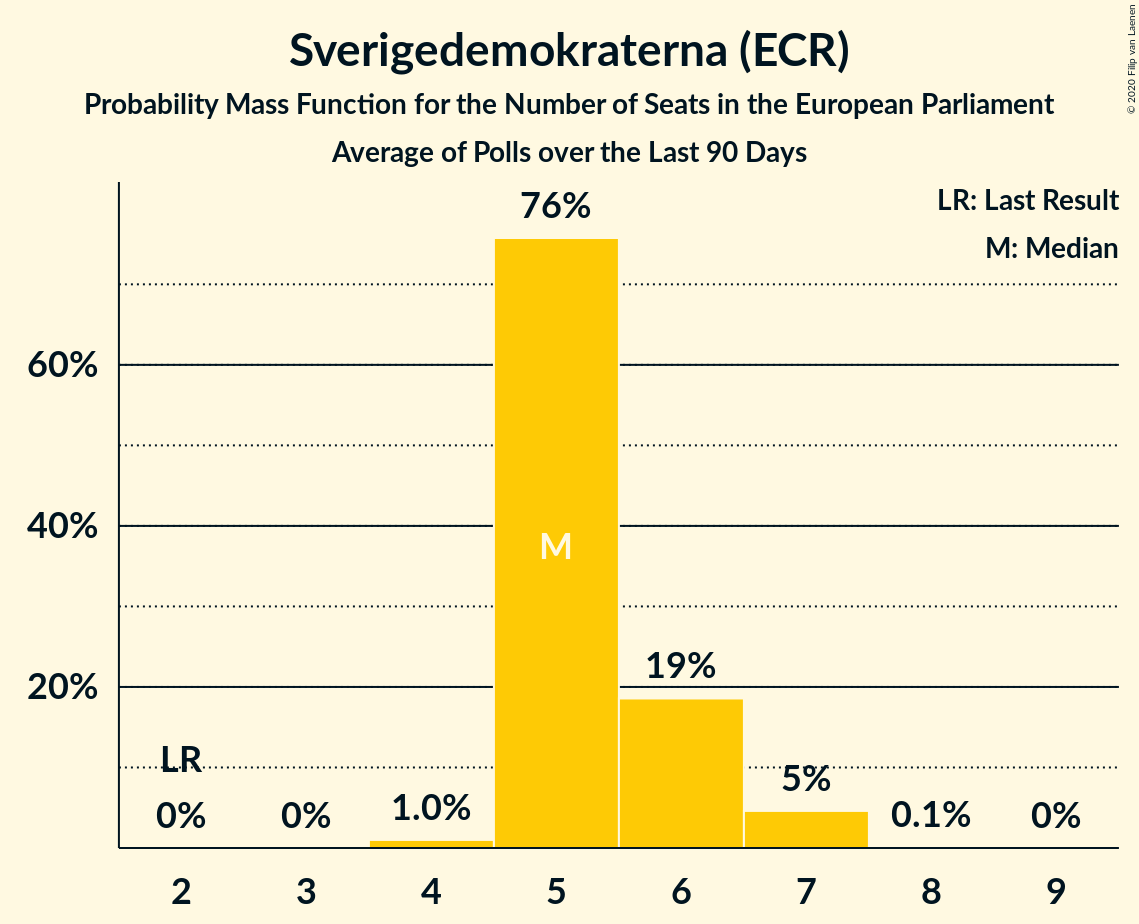 Sverigedemokraterna (ECR)
Probability Mass Function for the Number of Seats in the European Parliament
Average of Polls over the Last 90 Days
© 2020 Filip van Laenen
LR: Last Result
M: Median
76%
60%
40%
M
19%
20%
LR
5%
0%
0%
1.0%
0.1%
0%
2
3
4
5
6
7
8
9